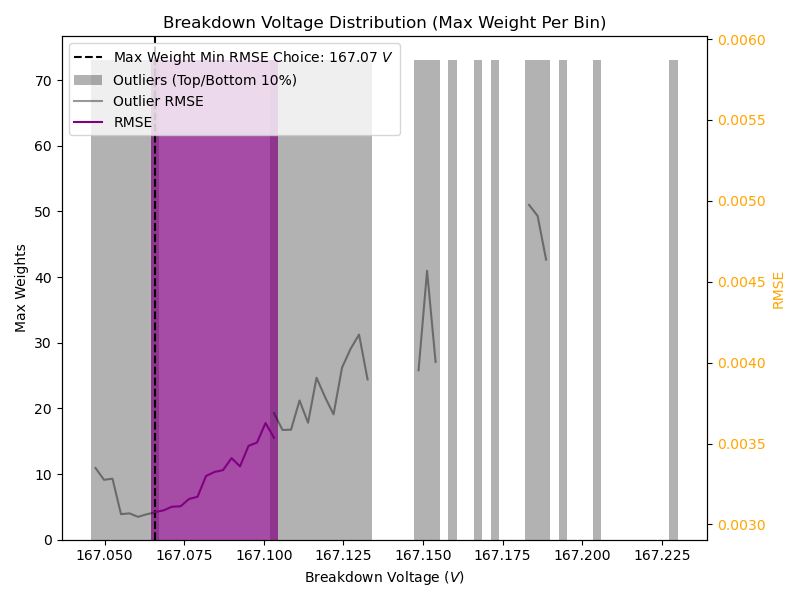 Breakdown Voltage Distribution (Max Weight Per Bin)
Max Weight Min RMSE Choice: 167.07 V
Outliers (Top/Bottom 10%)
Outlier RMSE
RMSE
Max Weights
70
60
50
40
30
20
10
0
0.0060
0.0055
0.0050
0.0045
0.0040
0.0035
0.0030
RMSE
167.050 167.075 167.100 167.125 167.150 167.175 167.200 167.225
Breakdown Voltage (V)